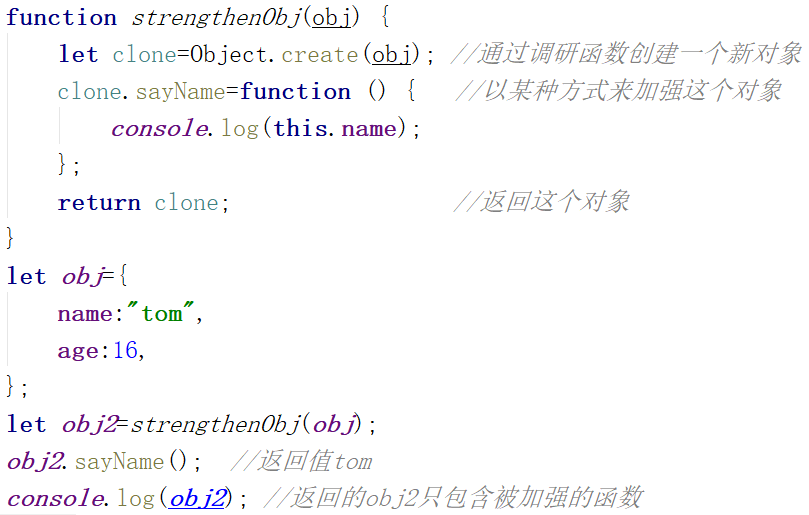 function strengthenObj(obj) {
    let clone=Object.create(obj); //通过调研函数创建一个新对象
    clone.sayName=function () {   //以某种方式来加强这个对象
        console.log(this.name);
    };
    return clone;                 //返回这个对象
}
let obj={
    name:"tom",
    age:16,
};
let obj2=strengthenObj(obj);
obj2.sayName();  //返回值tom
console.log(obj2); //返回的obj2只包含被加强的函数